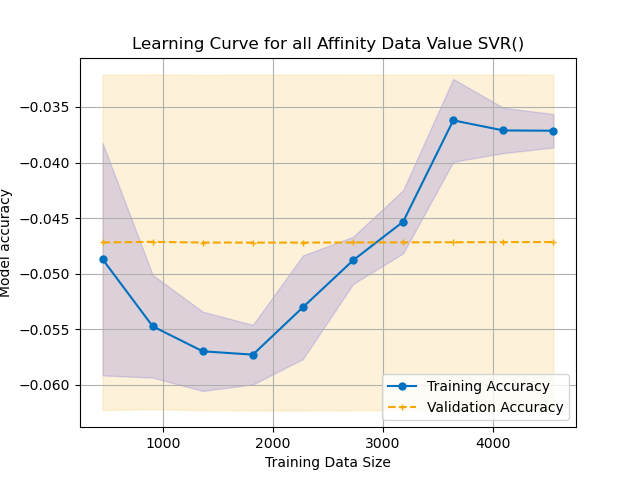 Learning Curve for all Affinity Data Value SVR()
Model accuracy
−0.035
−0.040
−0.045
−0.050
−0.055
−0.060
1000
2000
3000
4000
Training Data Size
Training Accuracy
Validation Accuracy